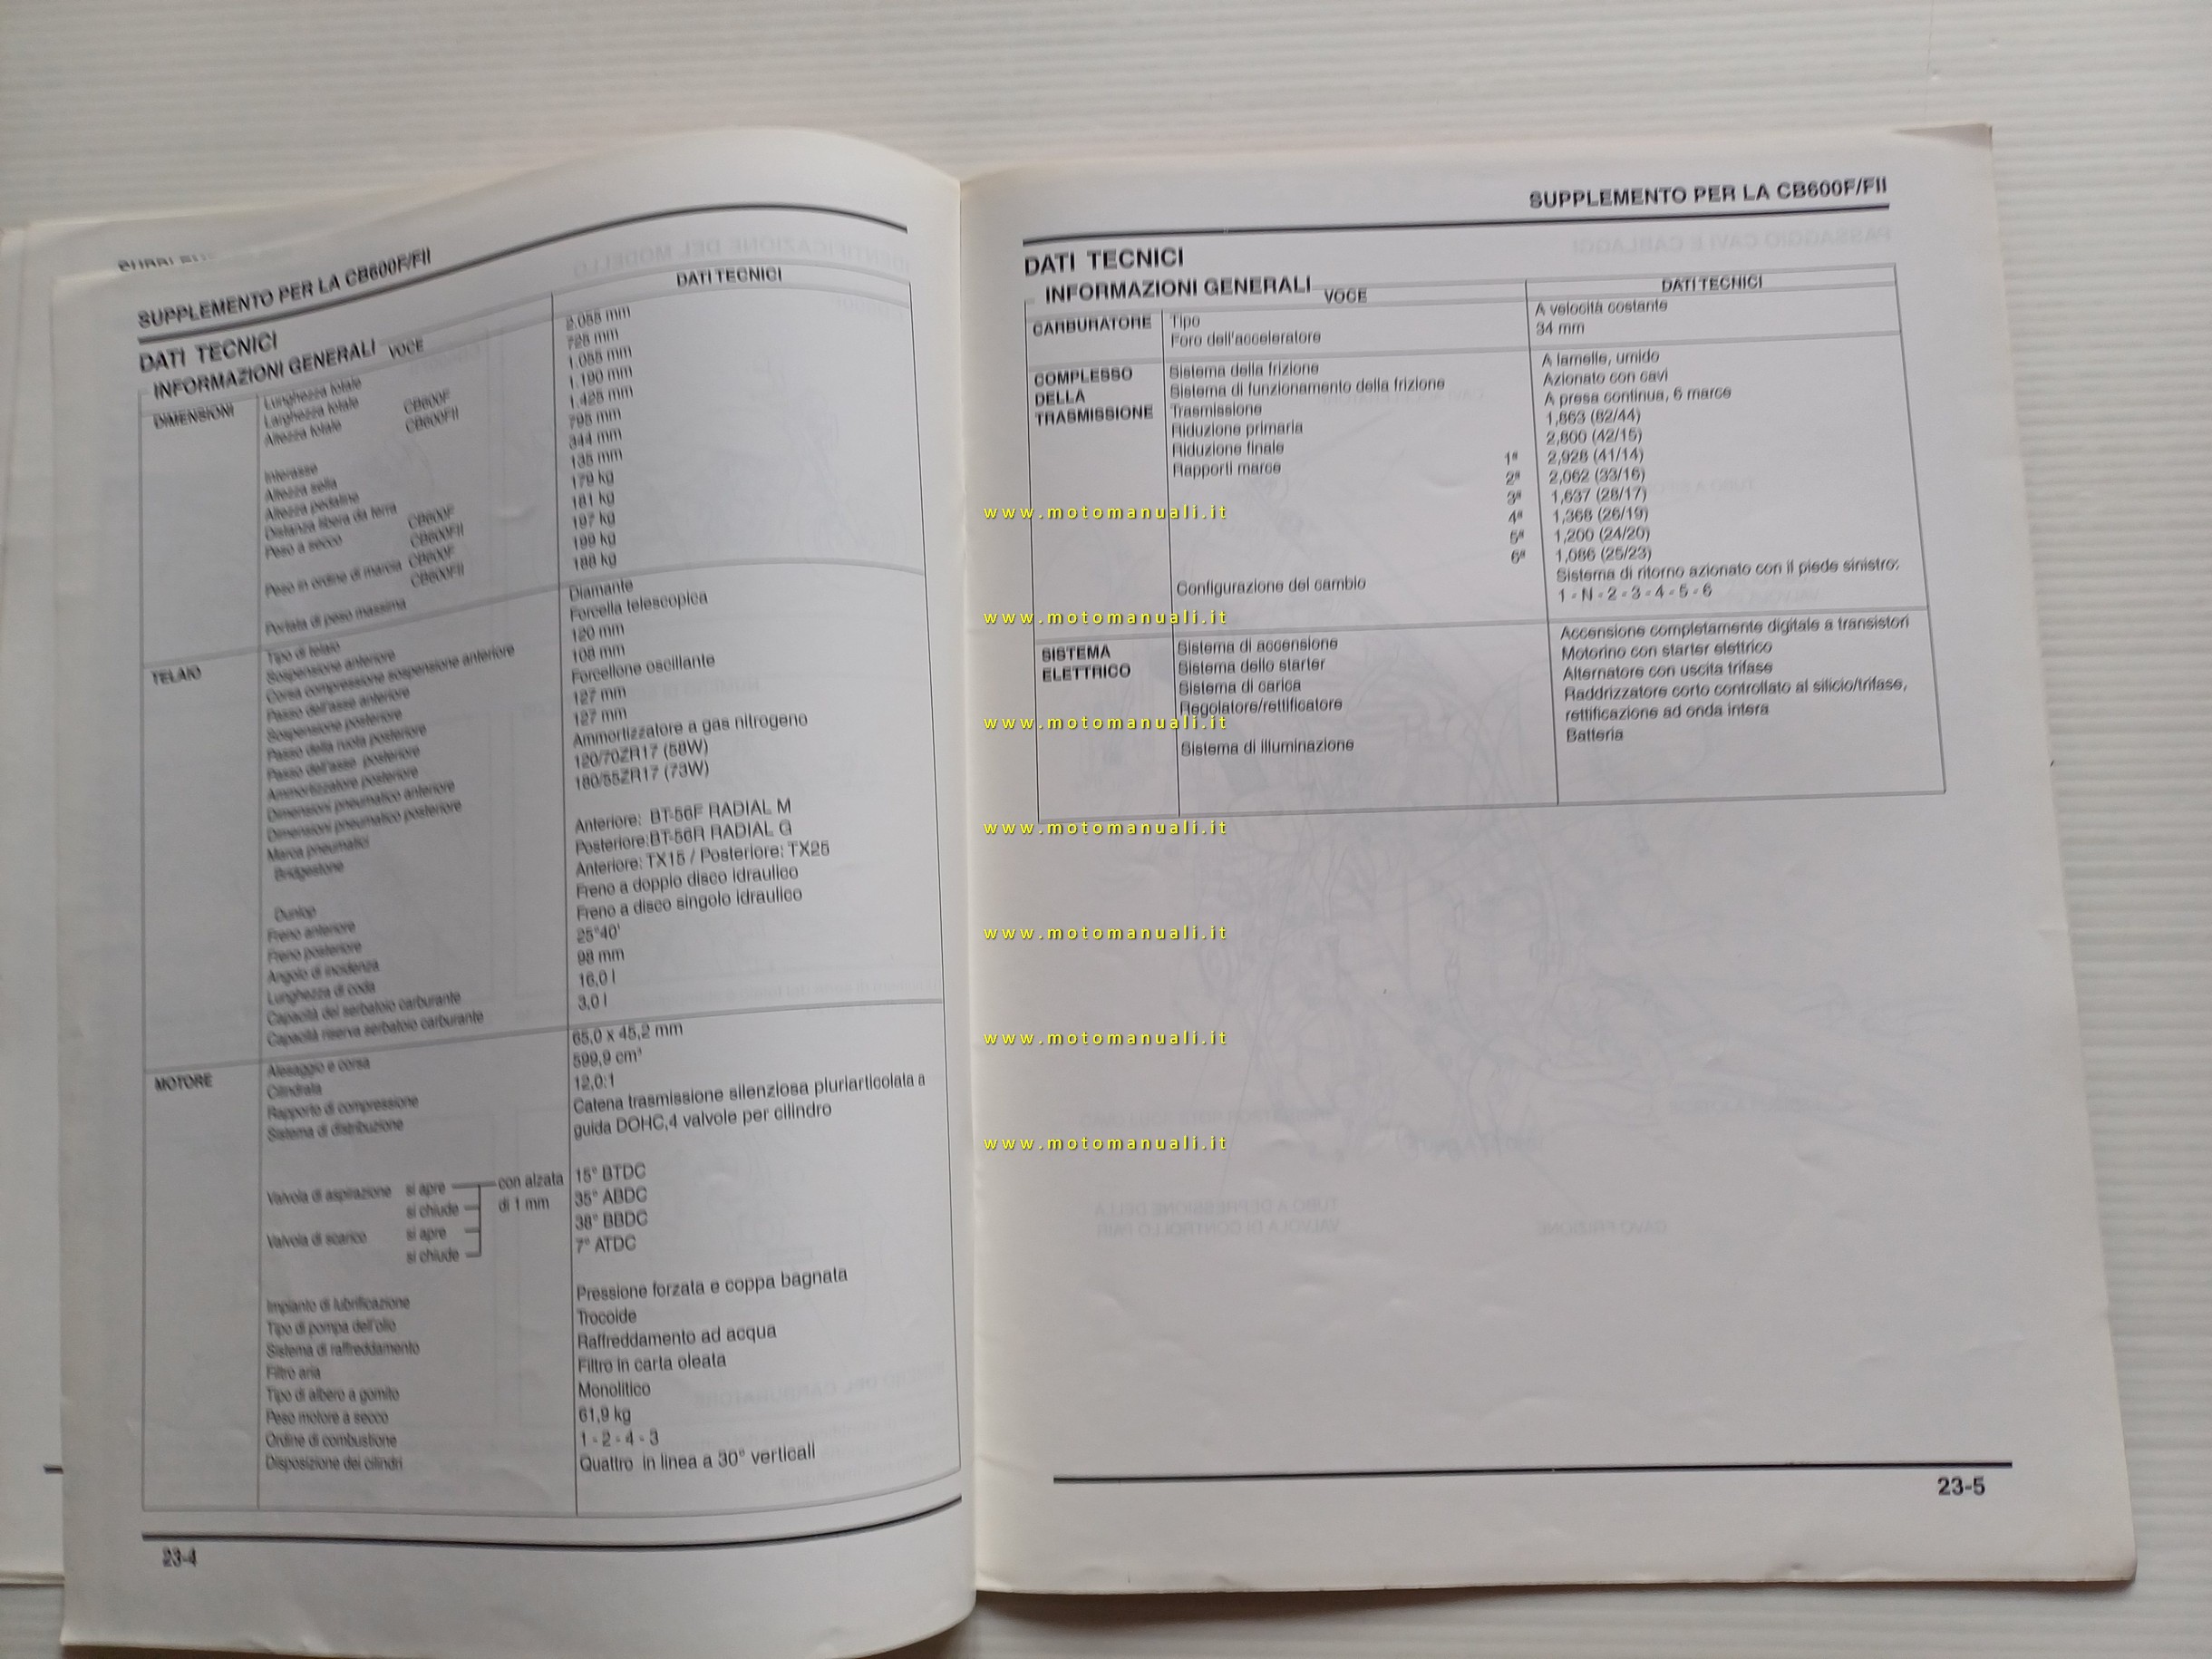 SUPPLEMENTO PER LA CB600F/FII
DATI TECNICI
INFORMAZIONI GENERALI
VOCE DATI TECNICI
DIMENSIONI Lunghezza totale 2.055 mm
Larghezza totale 725 mm
Altezza totale CB600F 1.055 mm
CB600FII 1.190 mm
Interasse 1.425 mm
Altezza sella 795 mm
Altezza pedaline 344 mm
Distanza libera da terra 135 mm
Peso a secco CB600F 179 kg
CB600FII 181 kg
Peso in ordine di marcia CB600F 197 kg
CB600FII 199 kg
Portata di peso massima 188 kg
TELAIO Tipo di telaio Diamante
Sospensione anteriore Forcella telescopica
Corsa compressione sospensione anteriore 120 mm
Passo dell'asse anteriore 108 mm
Sospensione posteriore Forcellone oscillante
Passo della ruota posteriore 127 mm
Passo dell'asse posteriore 127 mm
Ammortizzatore posteriore Ammortizzatore a gas nitrogeno
Dimensioni pneumatico anteriore 120/70ZR17 (58W)
Dimensioni pneumatico posteriore 180/55ZR17 (73W)
Marca pneumatici
Bridgestone Anteriore: BT-56F RADIAL M
Posteriore:BT-56R RADIAL G
Dunlop Anteriore: TX15 / Posteriore: TX25
Freno anteriore Freno a doppio disco idraulico
Freno posteriore Freno a disco singolo idraulico
Angolo di incidenza 25°40'
Lunghezza di coda 98 mm
Capacità del serbatoio carburante 16,0 l
Capacità riserva serbatoio carburante 3,0 l
MOTORE Alesaggio e corsa 65,0 x 45,2 mm
Cilindrata 599,9 cm³
Rapporto di compressione 12,0:1
Sistema di distribuzione Catena trasmissione silenziosa pluriarticolata a
guida DOHC,4 valvole per cilindro
Valvola di aspirazione si apre con alzata 15° BTDC
si chiude di 1 mm 35° ABDC
Valvola di scarico si apre 38° BBDC
si chiude 7° ATDC
Impianto di lubrificazione Pressione forzata e coppa bagnata
Tipo di pompa dell'olio Trocoide
Sistema di raffreddamento Raffreddamento ad acqua
Filtro aria Filtro in carta oleata
Tipo di albero a gomito Monolitico
Peso motore a secco 61,9 kg
Ordine di combustione 1 - 2 - 4 - 3
Disposizione dei cilindri Quattro in linea a 30° verticali
23-4
SUPPLEMENTO PER LA CB600F/FII
DATI TECNICI
INFORMAZIONI GENERALI
VOCE DATI TECNICI
CARBURATORE Tipo A velocità costante
Foro dell'acceleratore 34 mm
COMPLESSO Sistema della frizione A lamelle, umido
DELLA Sistema di funzionamento della frizione Azionato con cavi
TRASMISSIONE Trasmissione A presa continua, 6 marce
Riduzione primaria 1,863 (82/44)
Riduzione finale 2,800 (42/15)
Rapporti marce 1ª 2,928 (41/14)
2ª 2,062 (33/16)
3ª 1,637 (28/17)
4ª 1,368 (26/19)
5ª 1,200 (24/20)
6ª 1,086 (25/23)
Configurazione del cambio Sistema di ritorno azionato con il piede sinistro:
1 - N - 2 - 3 - 4 - 5 - 6
SISTEMA Sistema di accensione Accensione completamente digitale a transistori
ELETTRICO Sistema dello starter Motorino con starter elettrico
Sistema di carica Alternatore con uscita trifase
Regolatore/rettificatore Raddrizzatore corto controllato al silicio/trifase,
rettificazione ad onda intera
Sistema di illuminazione Batteria
23-5
www.motomanuali.it
www.motomanuali.it
www.motomanuali.it
www.motomanuali.it
www.motomanuali.it
www.motomanuali.it
www.motomanuali.it